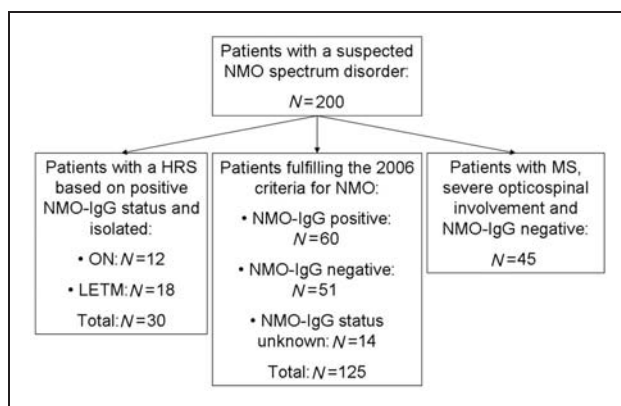 Patients with a suspected
NMO spectrum disorder:
N=200
Patients with a HRS
based on positive
NMO-IgG status and
isolated:
• ON: N=12
• LETM: N=18
Total: N=30
Patients fulfilling the 2006
criteria for NMO:
• NMO-IgG positive:
N=60
• NMO-IgG negative:
N=51
• NMO-IgG status
unknown: N=14
Total: N=125
Patients with MS,
severe opticospinal
involvement and
NMO-IgG negative:
N=45